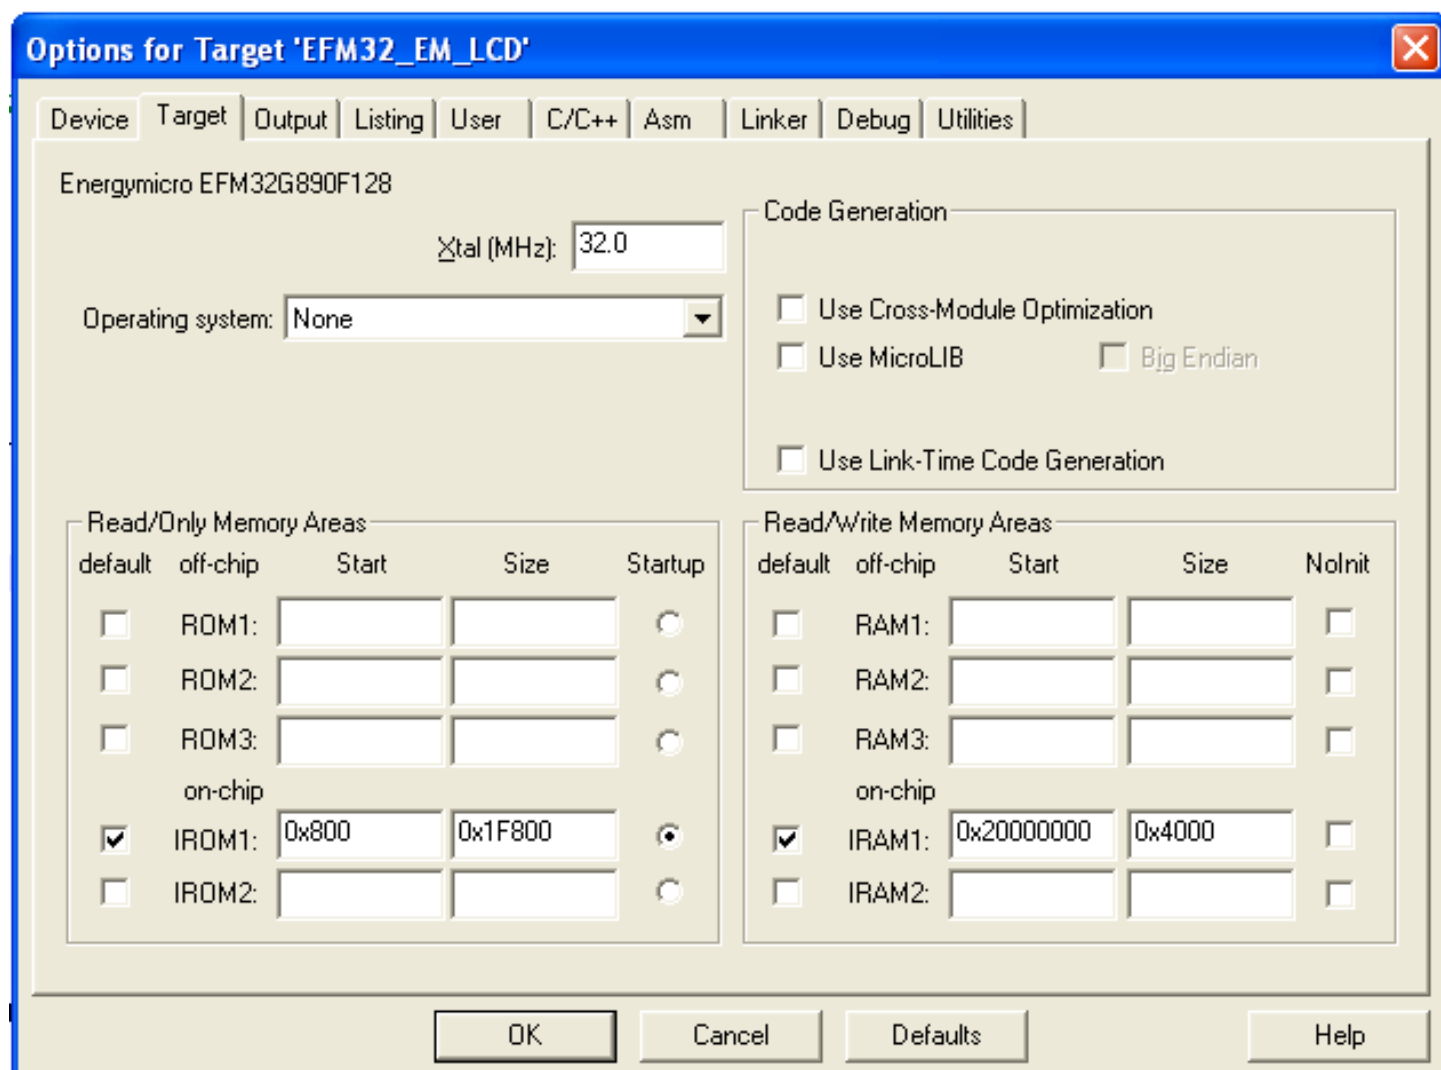 Options for Target 'EFM32_EM_LCD'
Device Target Output Listing User C/C++ Asm Linker Debug Utilities
Energymicro EFM32G890F128
Xtal (MHz): 32.0
Operating system: None
Code Generation
Use Cross-Module Optimization
Use MicroLIB Big Endian
Use Link-Time Code Generation
Read/Only Memory Areas
default off-chip Start Size Startup
ROM1:
ROM2:
ROM3:
on-chip
IROM1: 0x800 0x1F800
IROM2:
Read/Write Memory Areas
default off-chip Start Size NoInit
RAM1:
RAM2:
RAM3:
on-chip
IRAM1: 0x20000000 0x4000
IRAM2:
OK Cancel Defaults Help